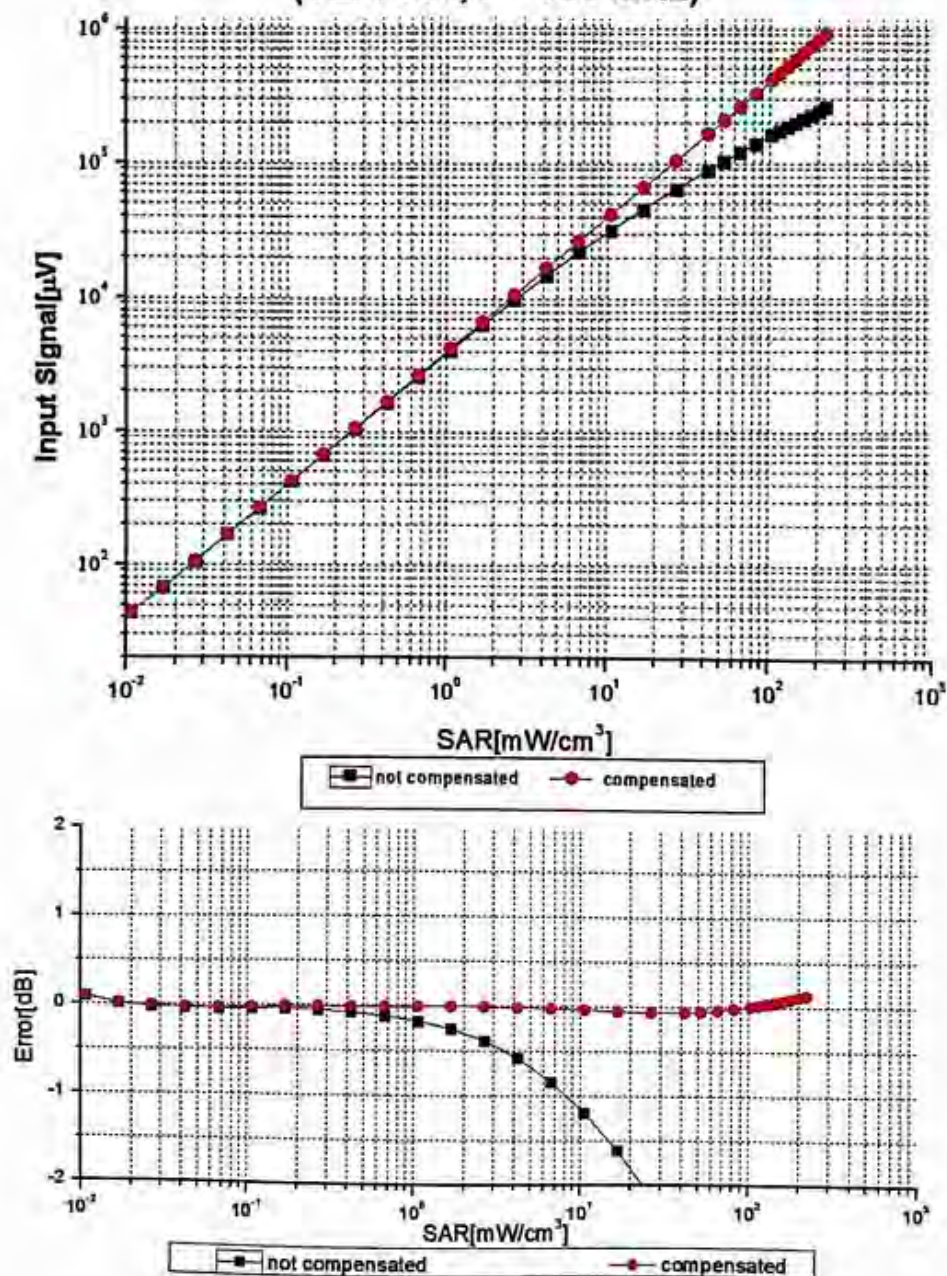 10⁶
10⁵
10⁴
10³
10²
Input Signal[µV]
10⁻² 10⁻¹ 10⁰ 10¹ 10² 10³
SAR[mW/cm³]
not compensated compensated
2
1
0
-1
-2
Error[dB]
10⁻² 10⁻¹ 10⁰ 10¹ 10² 10³
SAR[mW/cm³]
not compensated compensated